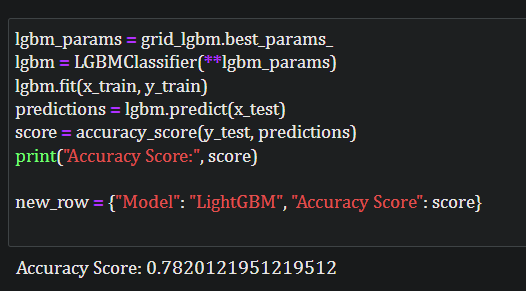 lgbm_params = grid_lgbm.best_params_
lgbm = LGBMClassifier(**lgbm_params)
lgbm.fit(x_train, y_train)
predictions = lgbm.predict(x_test)
score = accuracy_score(y_test, predictions)
print("Accuracy Score:", score)
new_row = {"Model": "LightGBM", "Accuracy Score": score}
Accuracy Score: 0.7820121951219512